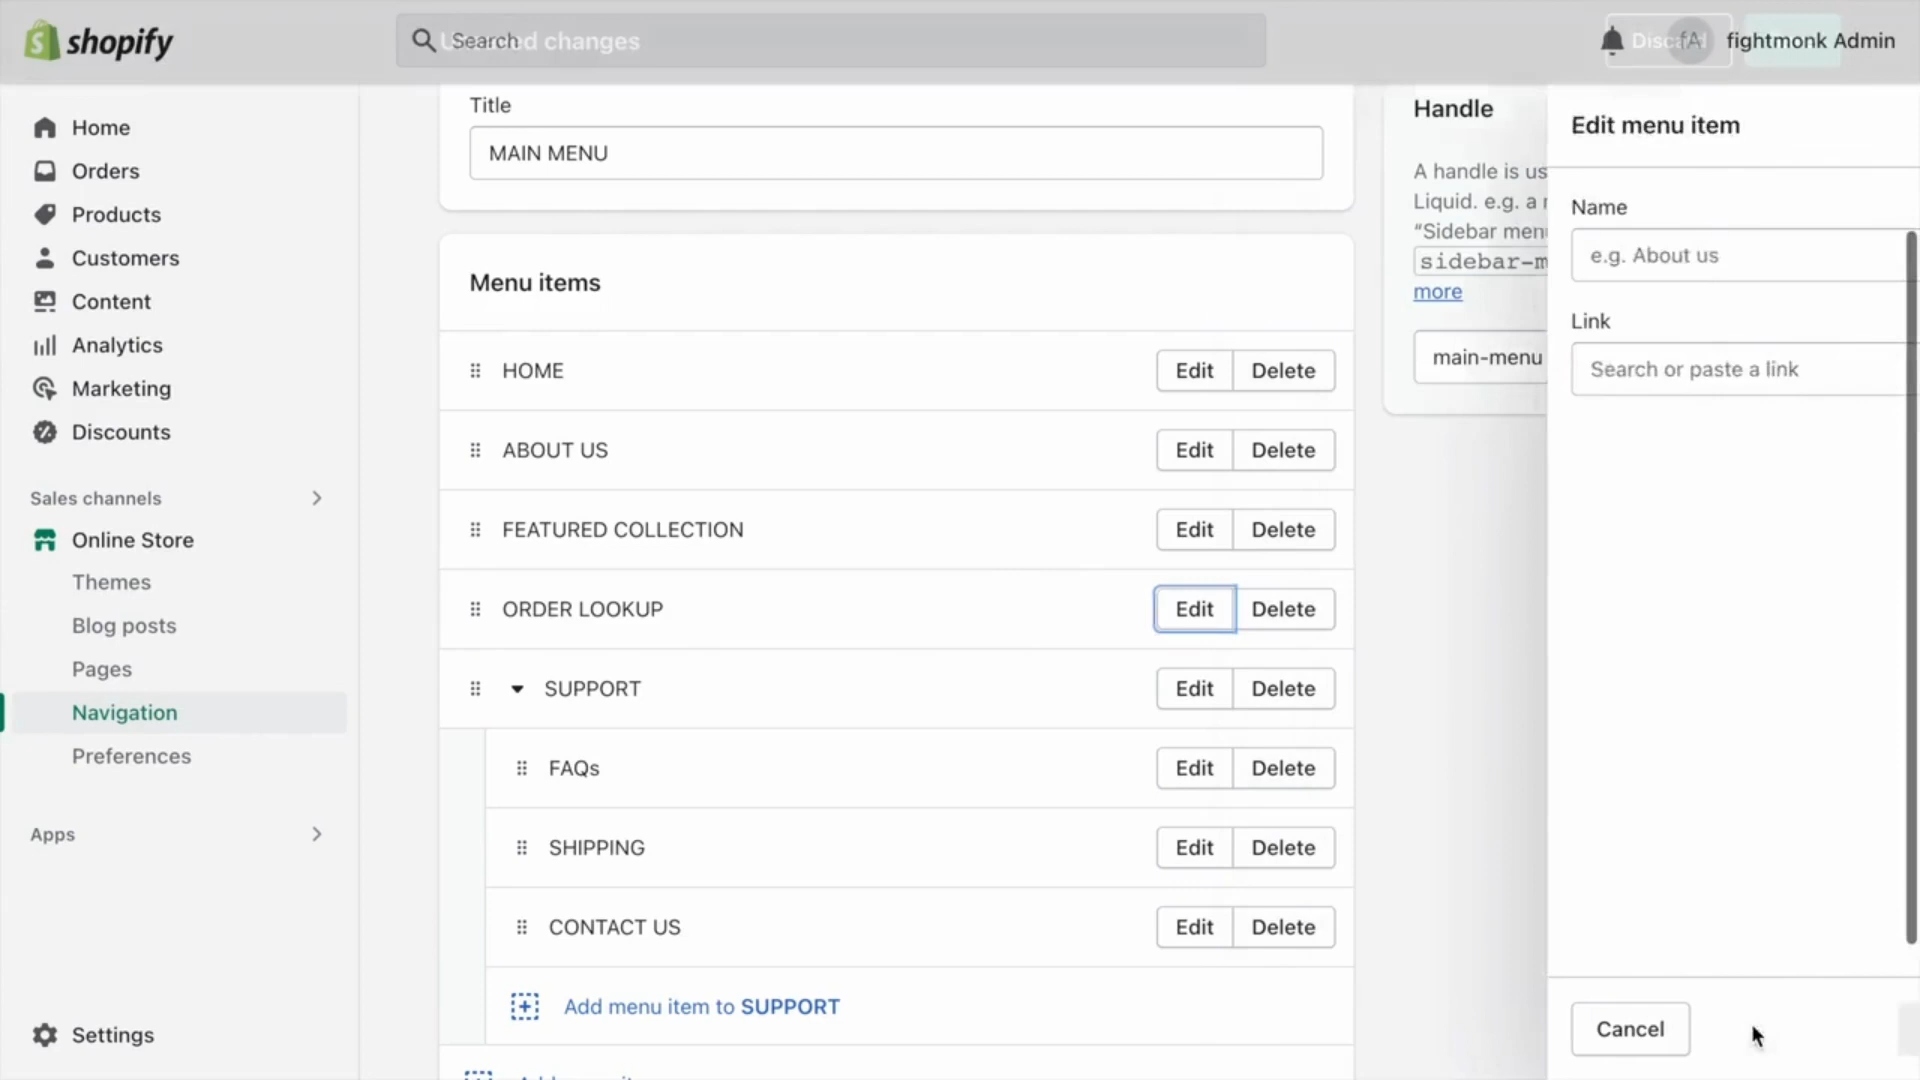 shopify
Search
Unsaved changes
Discard
fA
fightmonk Admin
Home
Orders
Products
Customers
Content
Analytics
Marketing
Discounts
Sales channels
Online Store
Themes
Blog posts
Pages
Navigation
Preferences
Apps
Settings
Title
MAIN MENU
Menu items
HOME
Edit
Delete
ABOUT US
Edit
Delete
FEATURED COLLECTION
Edit
Delete
ORDER LOOKUP
Edit
Delete
SUPPORT
Edit
Delete
FAQs
Edit
Delete
SHIPPING
Edit
Delete
CONTACT US
Edit
Delete
Add menu item to SUPPORT
Handle
A handle is us
Liquid. e.g. a
“Sidebar men
sidebar-m
more
main-menu
Edit menu item
Name
e.g. About us
Link
Search or paste a link
Cancel